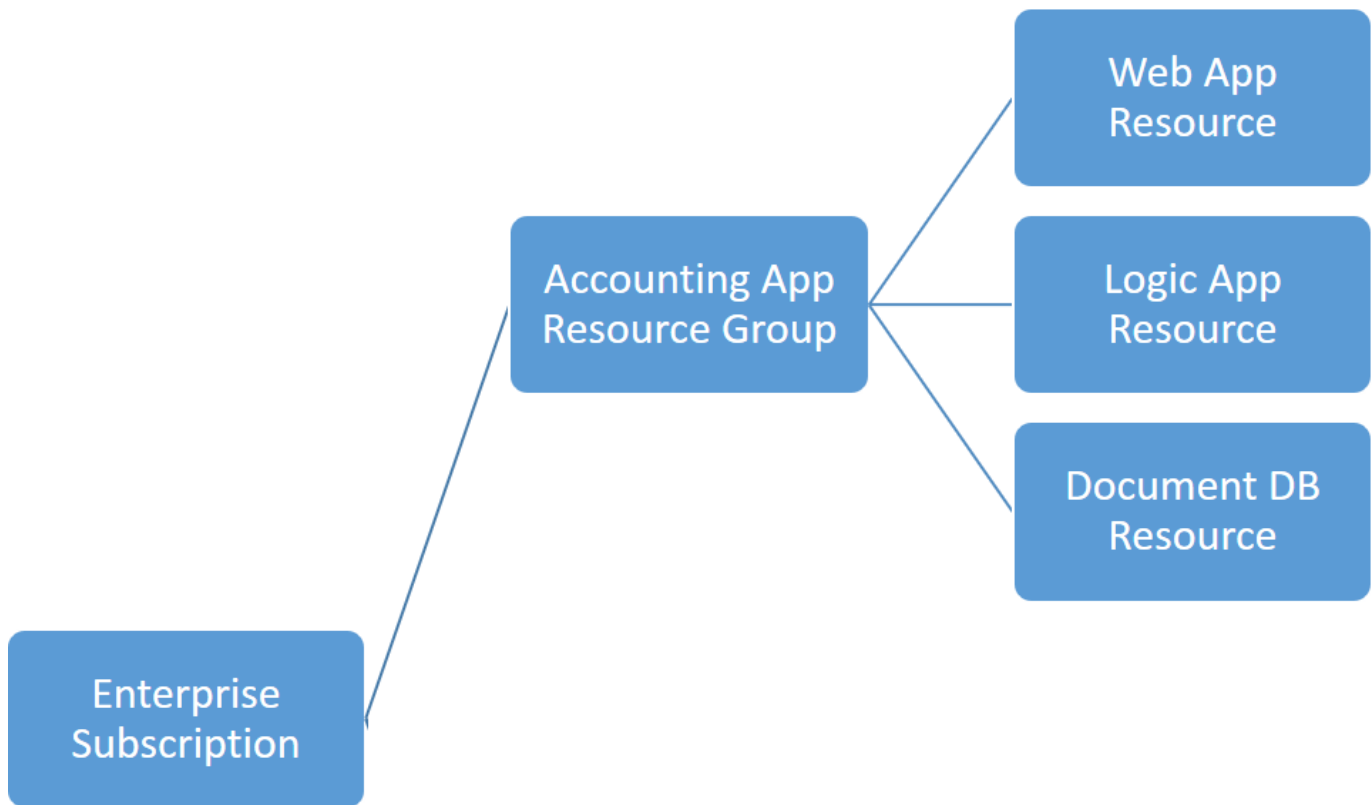 Web App
Resource
Accounting App
Resource Group
Logic App
Resource
Document DB
Resource
Enterprise
Subscription